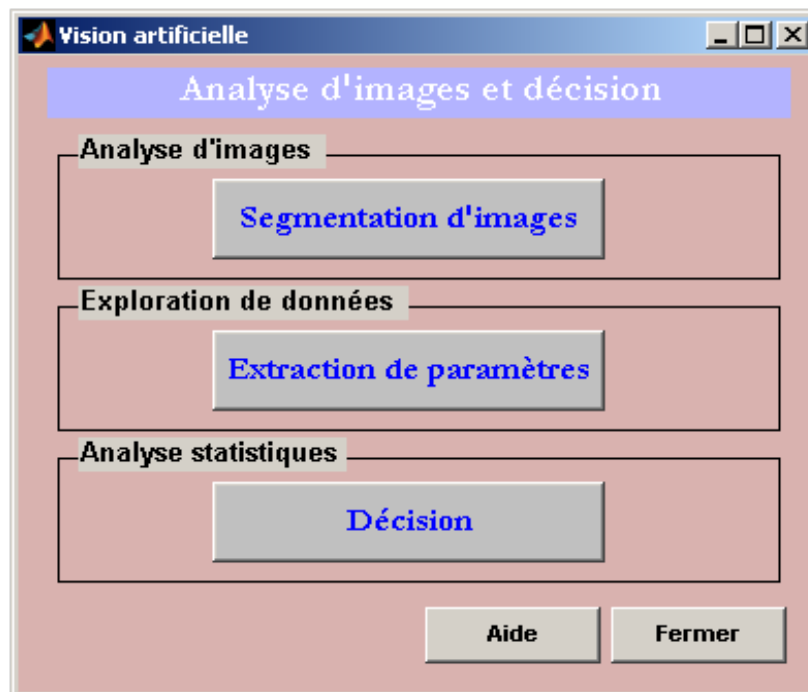 Vision artificielle
Analyse d'images et décision
Analyse d'images
Segmentation d'images
Exploration de données
Extraction de paramètres
Analyse statistiques
Décision
Aide Fermer